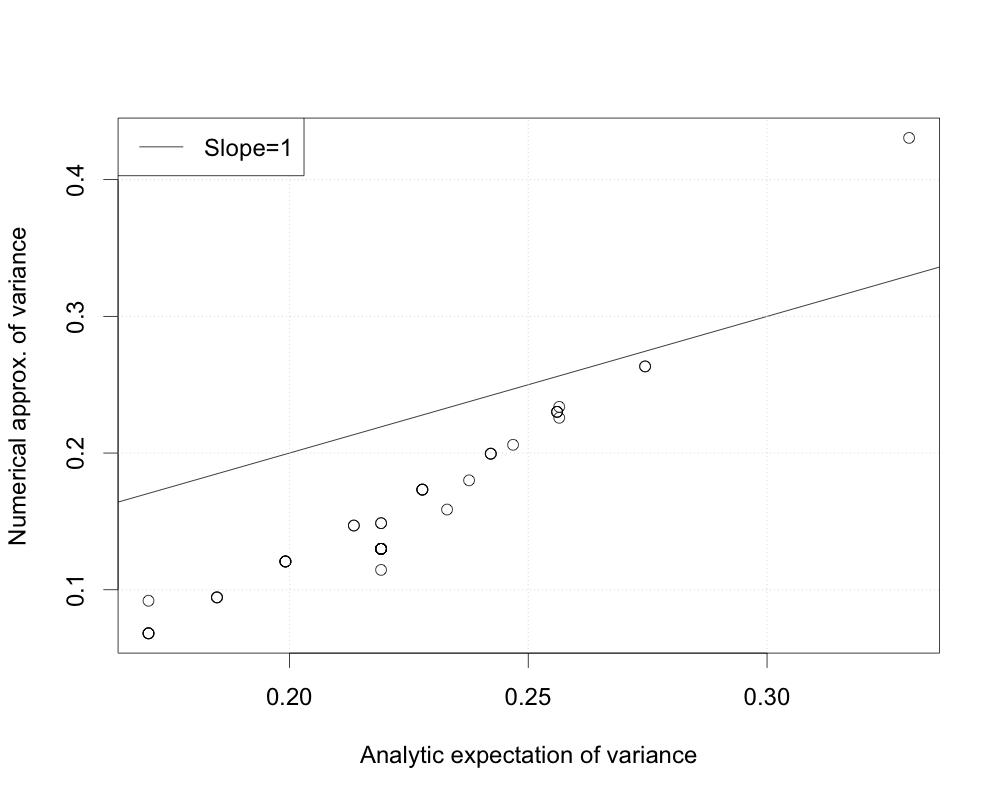 Slope=1
Numerical approx. of variance
0.4
0.3
0.2
0.1
0.20 0.25 0.30
Analytic expectation of variance